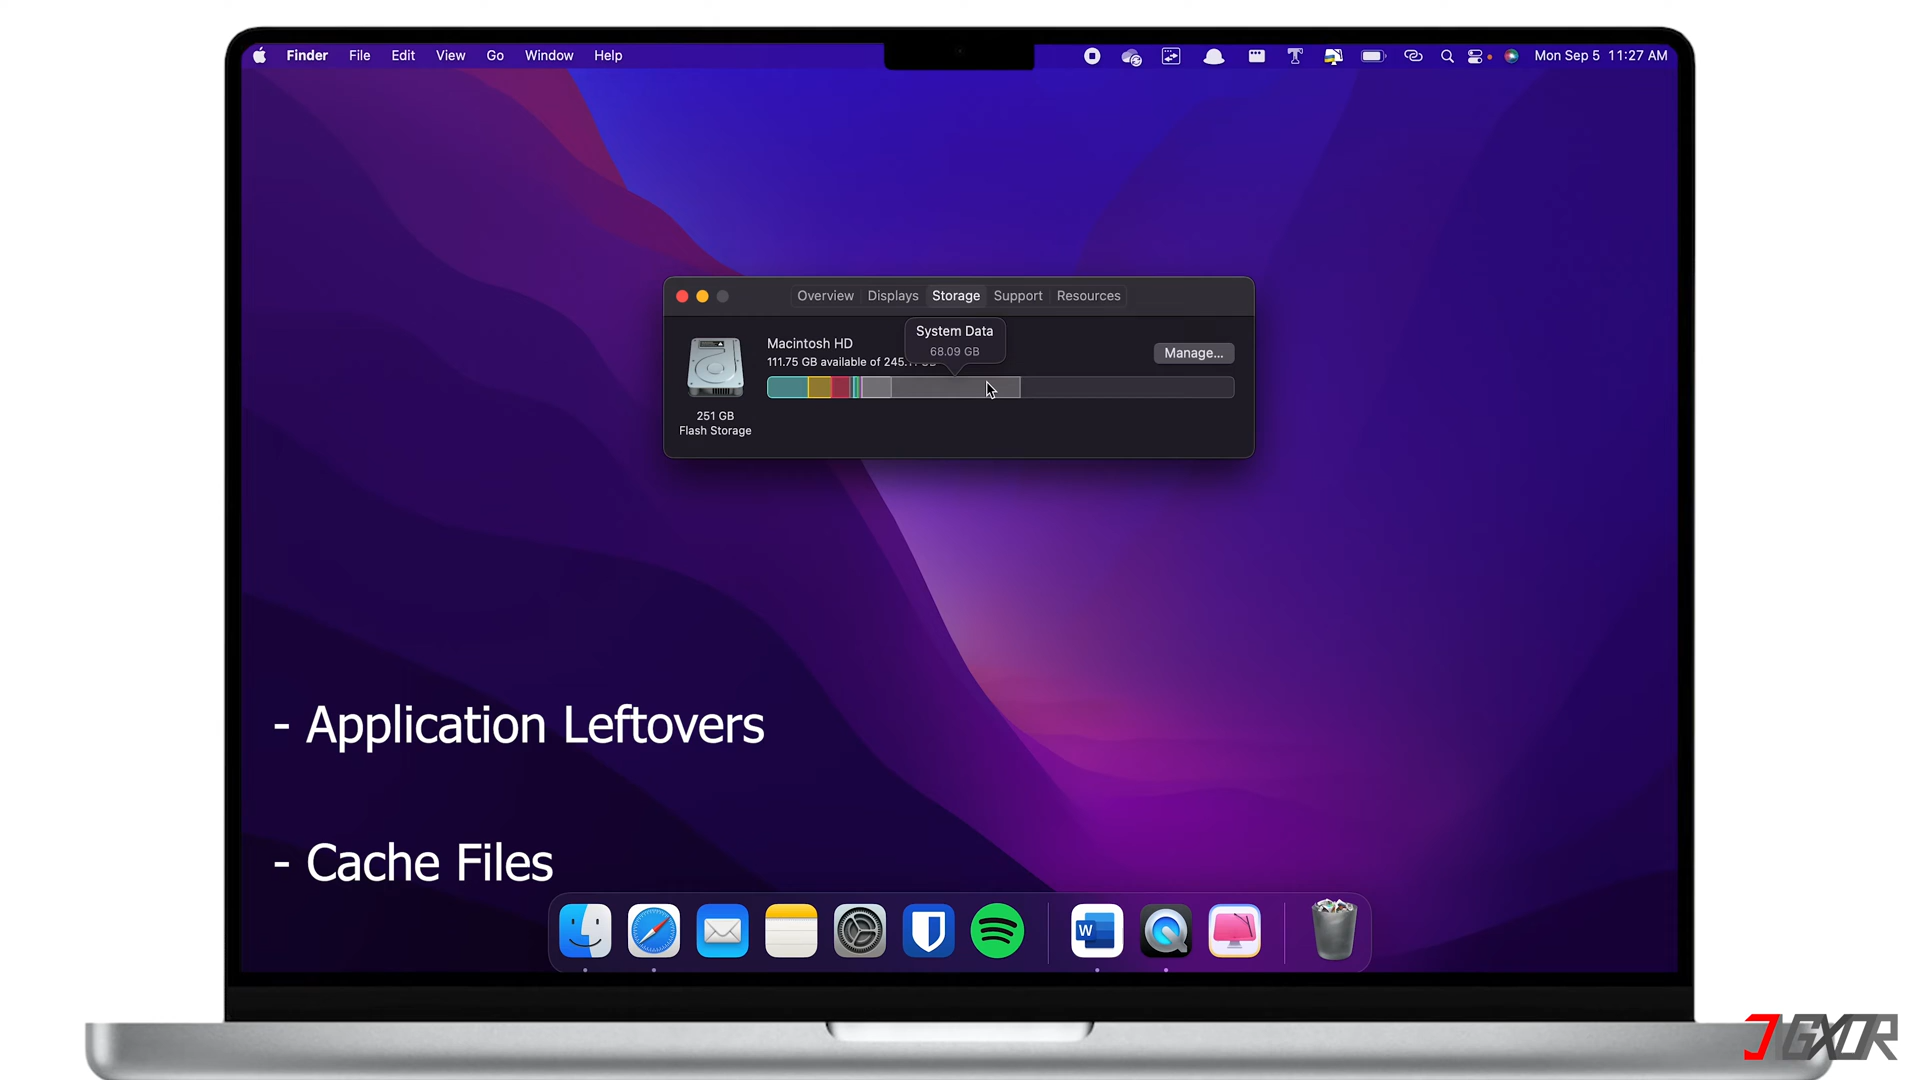 Finder File Edit View Go Window Help
Mon Sep 5 11:27 AM
Overview Displays Storage Support Resources
System Data
68.09 GB
Macintosh HD
111.75 GB available of
Manage...
251 GB
Flash Storage
- Application Leftovers
- Cache Files
W
JGXOR